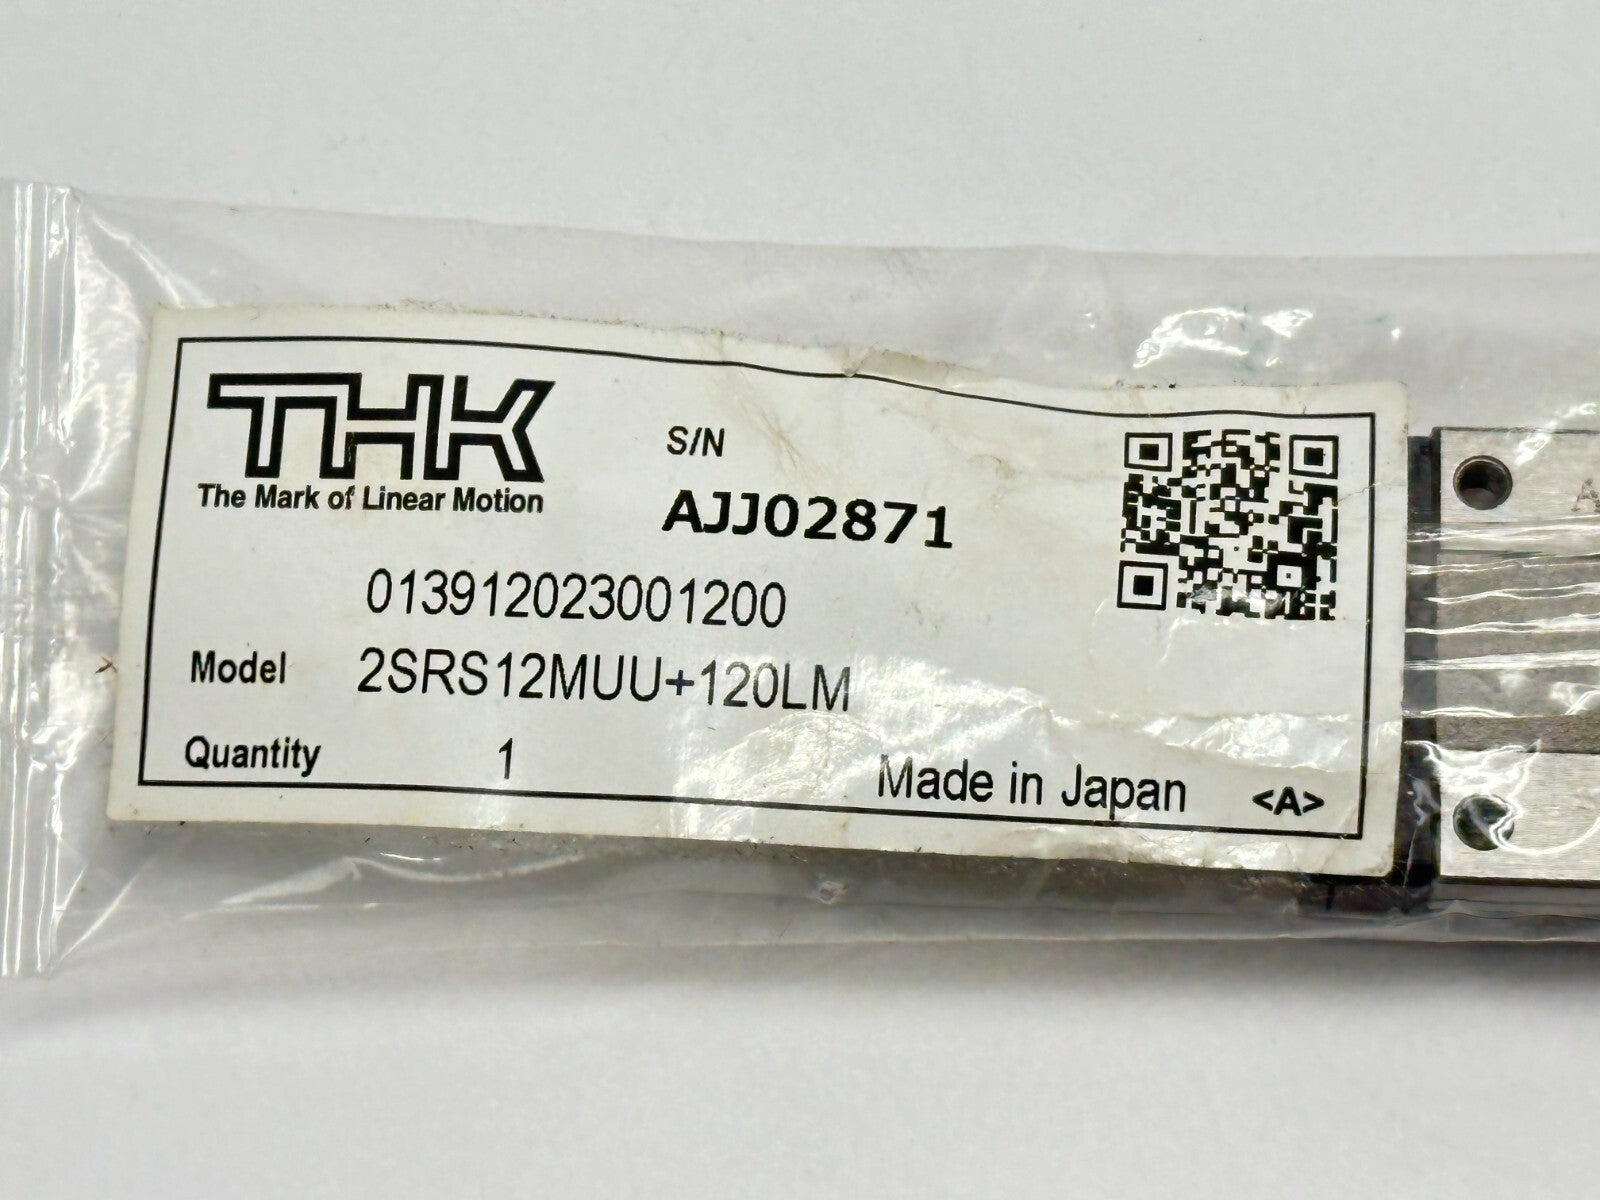 THK
The Mark of Linear Motion
S/N
AJJ02871
013912023001200
Model 2SRS12MUU+120LM
Quantity 1
Made in Japan <A>
A